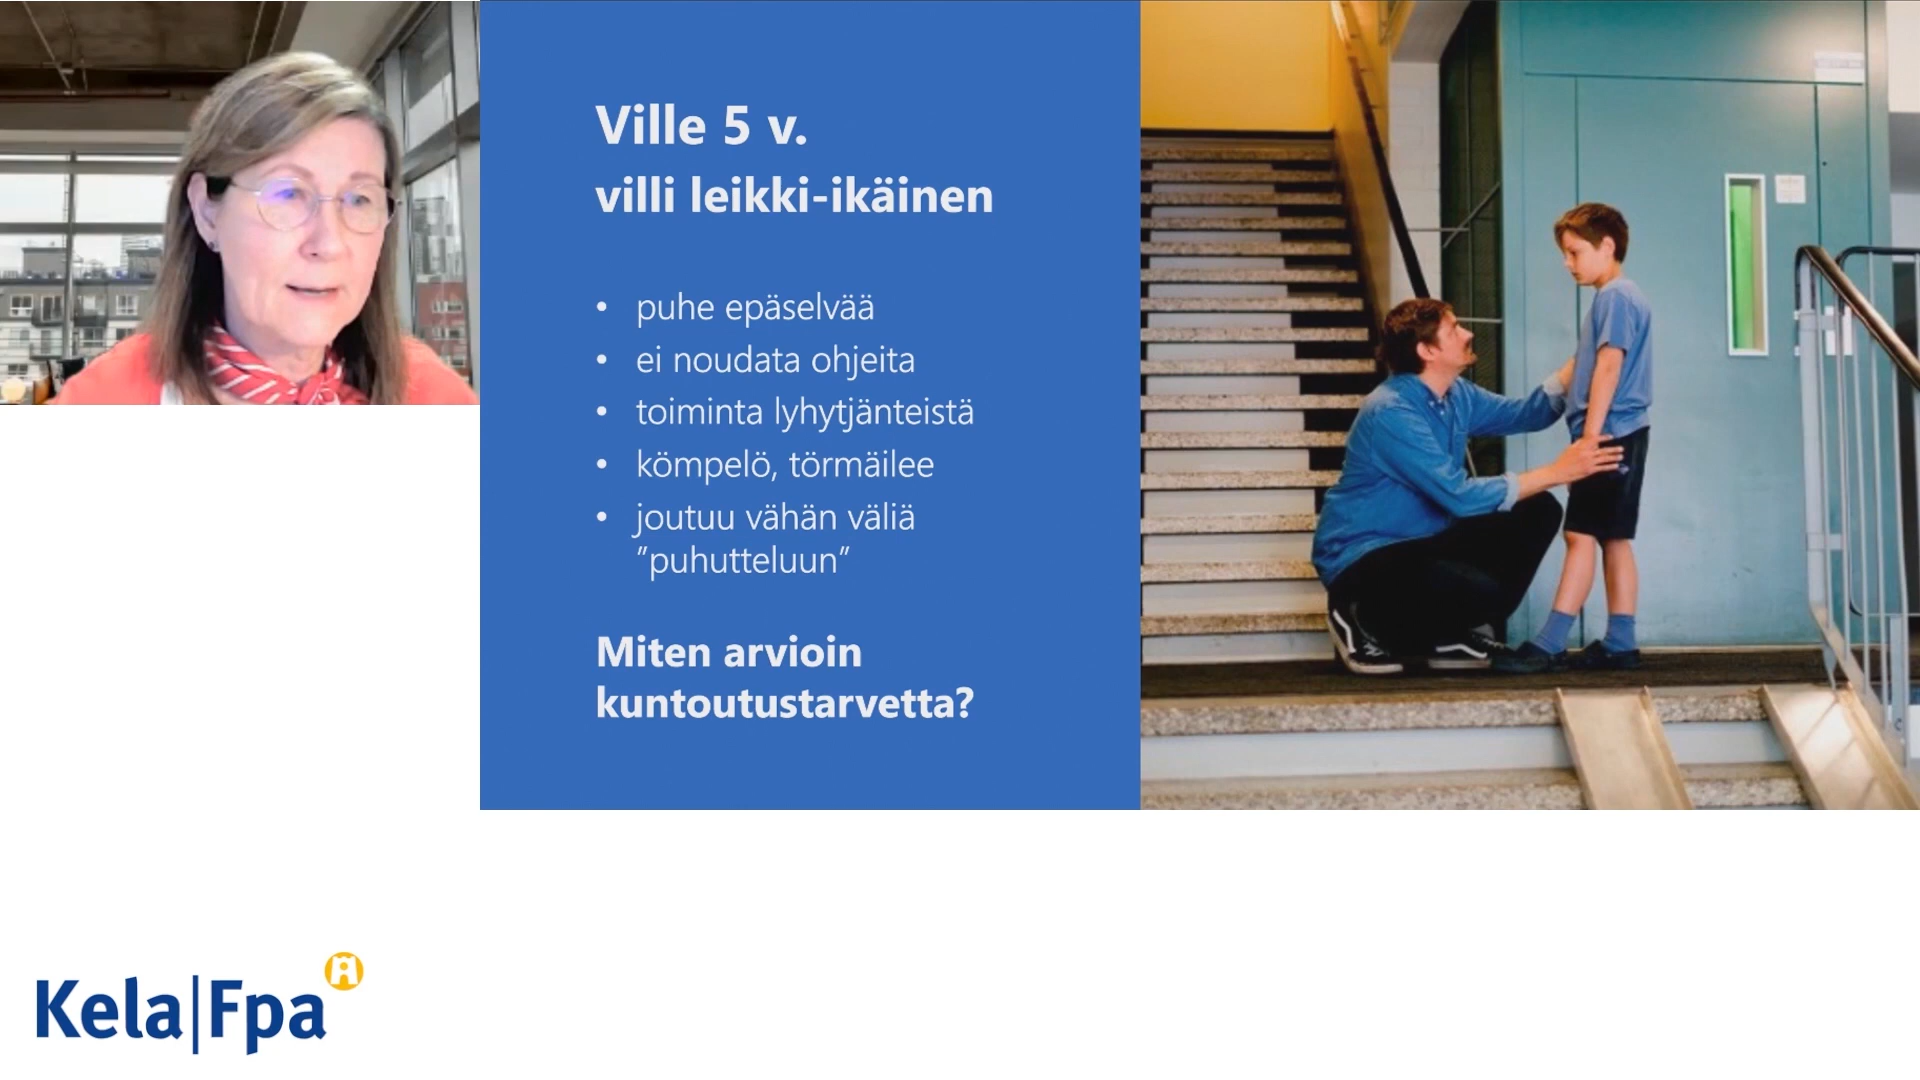 Ville 5 v.
villi leikki-ikäinen
• puhe epäselvää
• ei noudata ohjeita
• toiminta lyhytjänteistä
• kömpelö, törmäilee
• joutuu vähän väliä
”puhutteluun”
Miten arvioin
kuntoutustarvetta?
Kela|Fpa